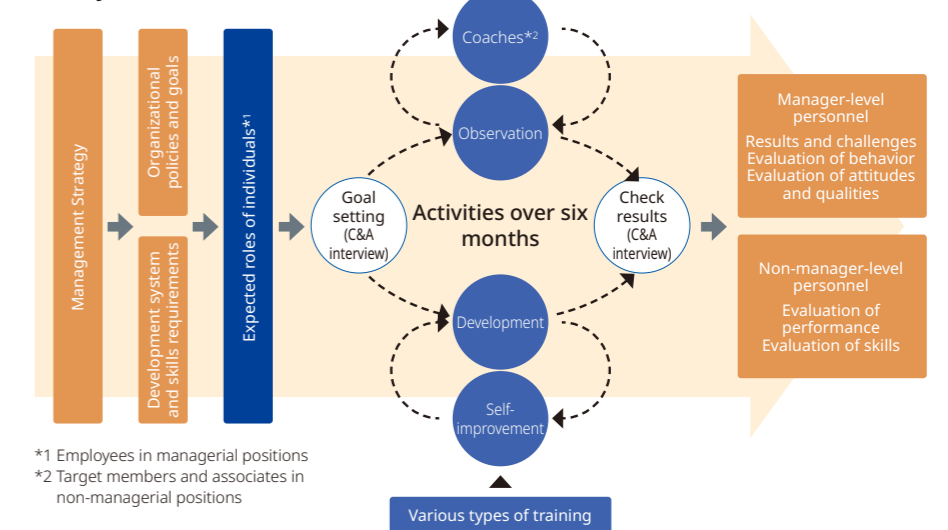 Management Strategy
Organizational
policies and goals
Development system
and skills requirements
Expected roles of individuals*1
Goal
setting
(C&A
interview)
Coaches*2
Observation
Activities over six
months
Development
Self-
improvement
Various types of training
Check
results
(C&A
interview)
Manager-level
personnel
Results and challenges
Evaluation of behavior
Evaluation of attitudes
and qualities
Non-manager-level
personnel
Evaluation of
performance
Evaluation of skills
*1 Employees in managerial positions
*2 Target members and associates in
non-managerial positions